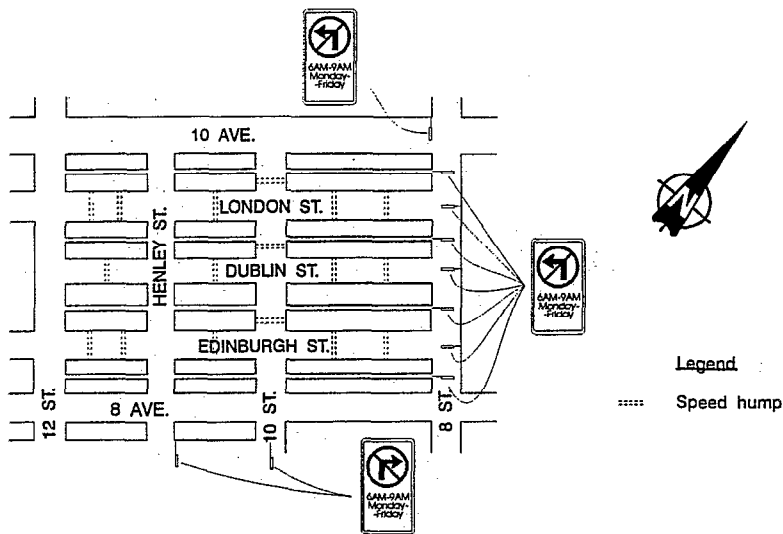 6AM-9AM
Monday-
-Friday
10 AVE.
LONDON ST.
HENLEY ST.
DUBLIN ST.
N
6AM-9AM
Monday-
-Friday
EDINBURGH ST.
Legend
Speed hump
8 AVE.
12 ST.
10 ST.
8 ST.
6AM-9AM
Monday-
-Friday